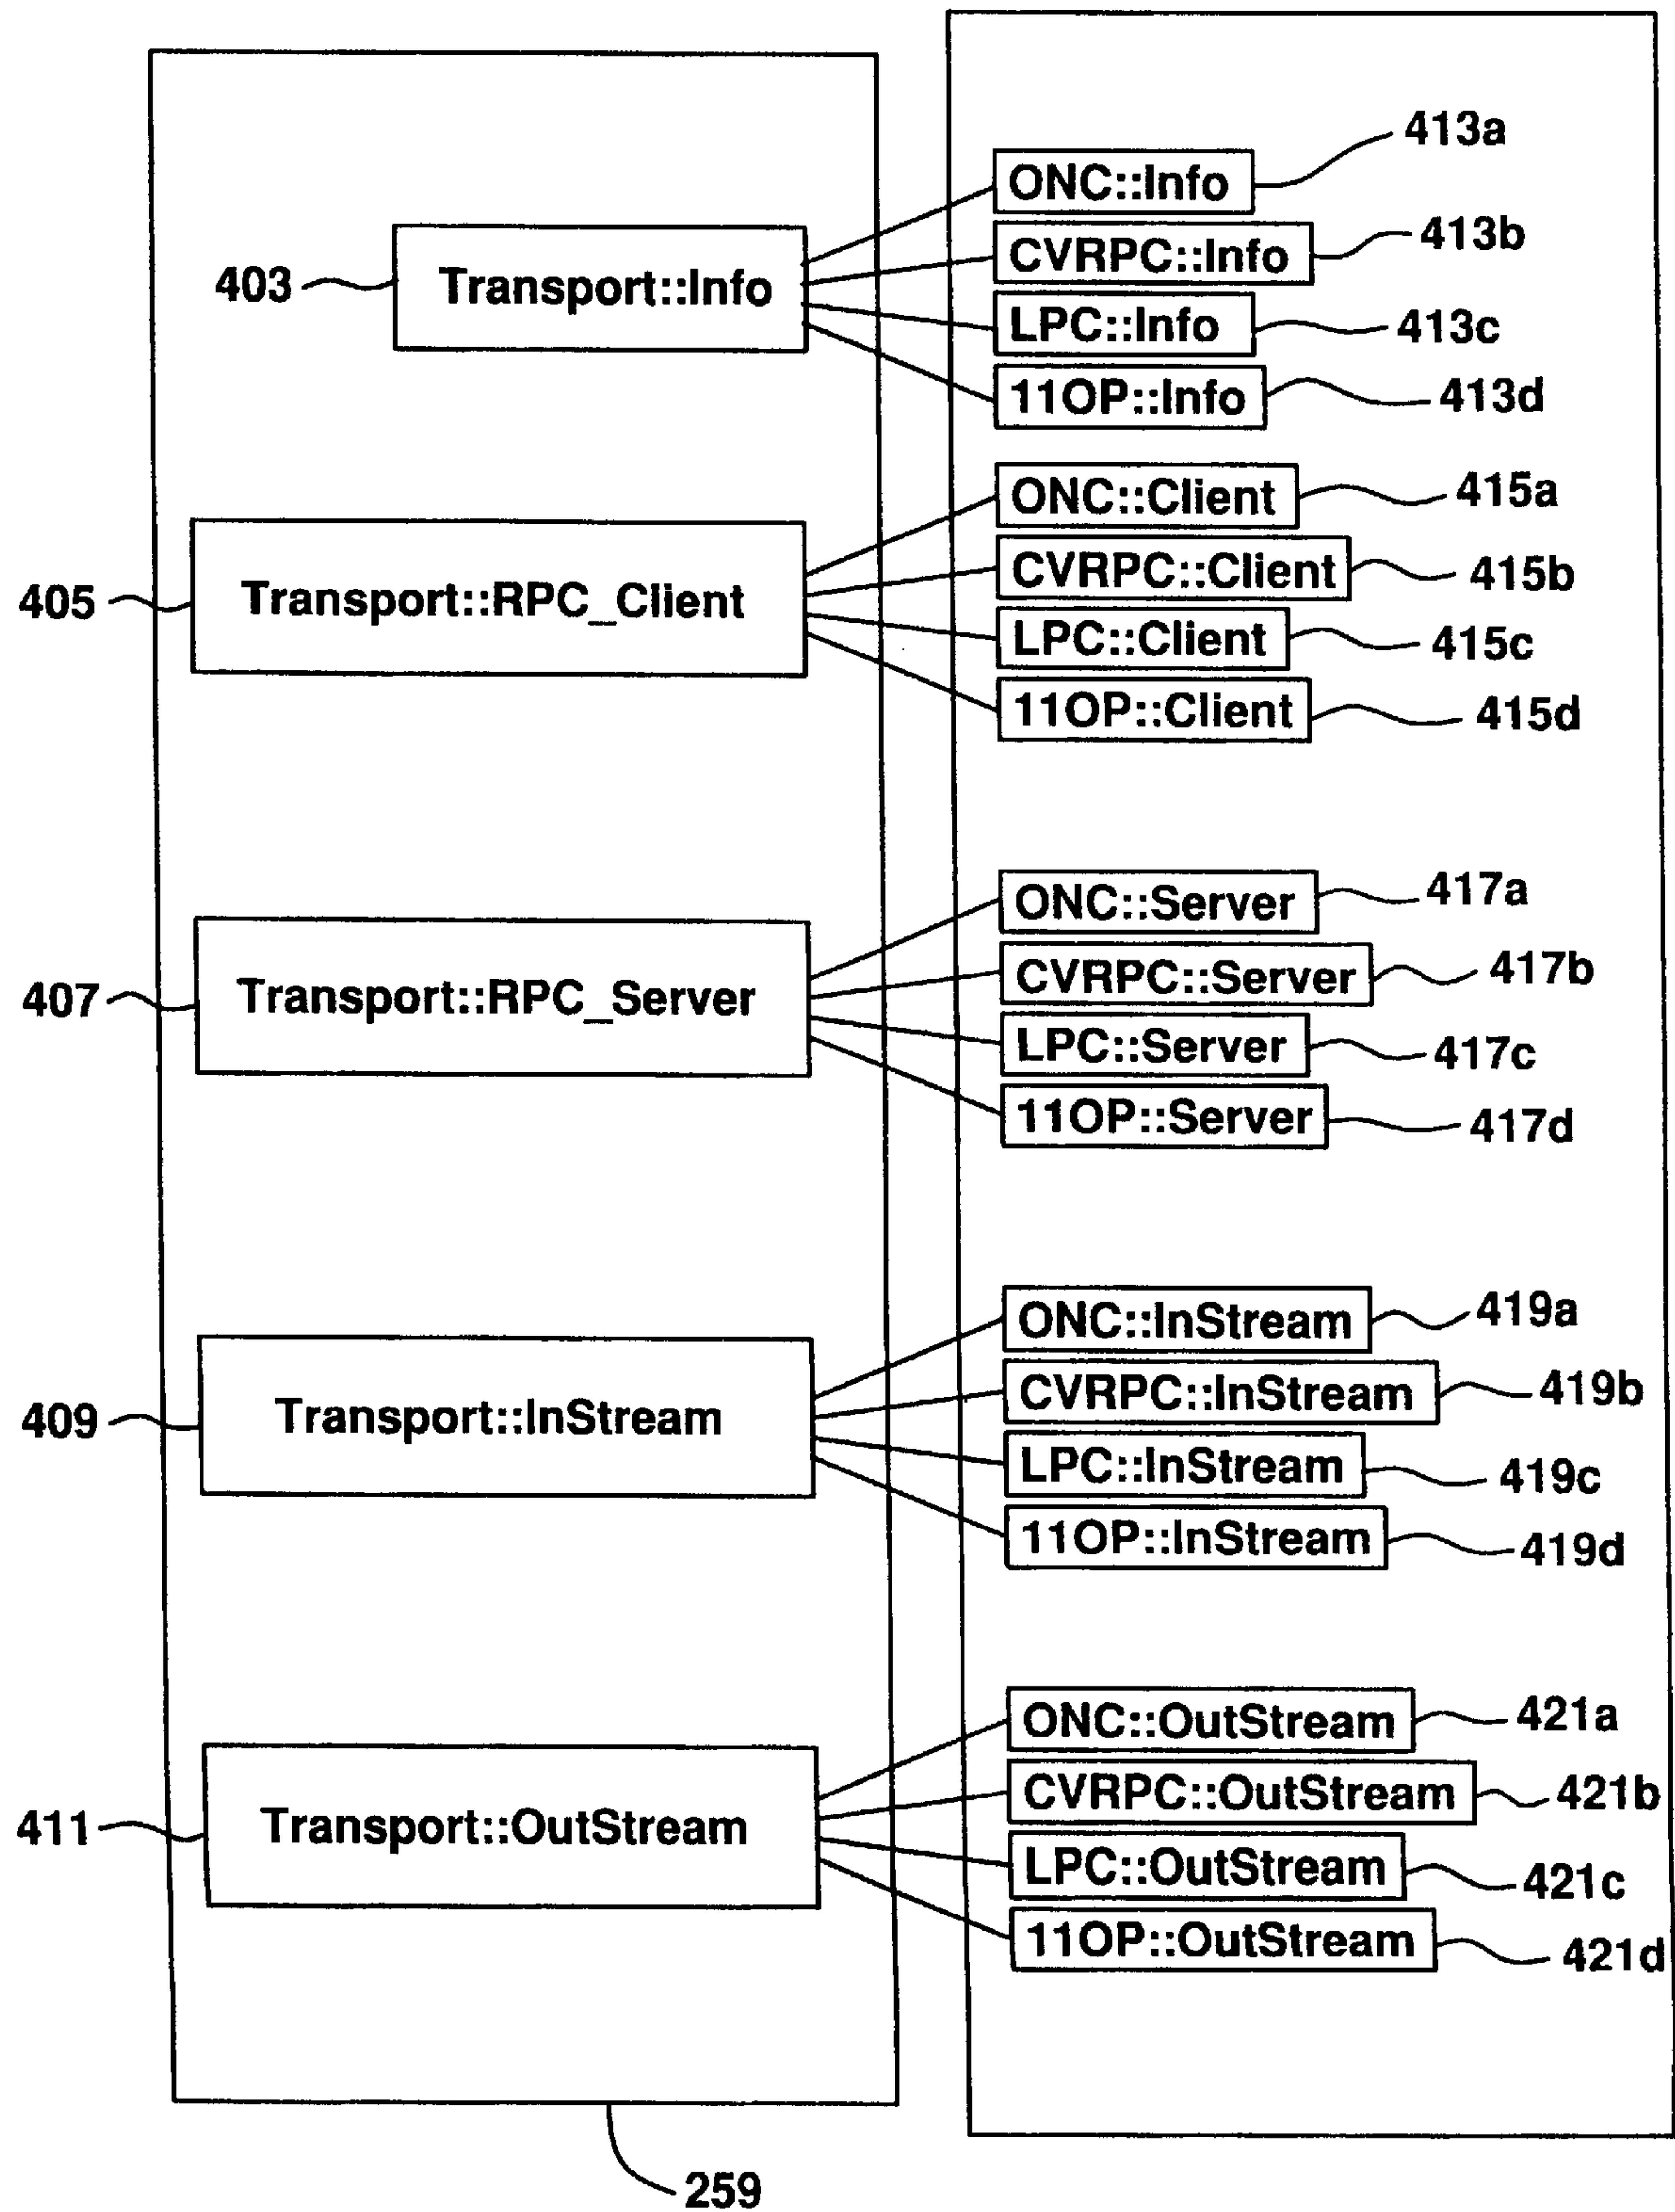 413a
ONC::Info
403
Transport::Info
CVRPC::Info
413b
LPC::Info
413c
11OP::Info
413d
ONC::Client
415a
405
Transport::RPC_Client
CVRPC::Client
415b
LPC::Client
415c
11OP::Client
415d
ONC::Server
417a
407
Transport::RPC_Server
CVRPC::Server
417b
LPC::Server
417c
11OP::Server
417d
ONC::InStream
419a
409
Transport::InStream
CVRPC::InStream
419b
LPC::InStream
419c
11OP::InStream
419d
ONC::OutStream
421a
411
Transport::OutStream
CVRPC::OutStream
421b
LPC::OutStream
421c
11OP::OutStream
421d
259